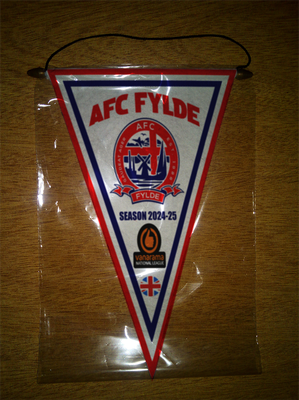 AFC FYLDE
AFC
FYLDE
SEASON 2024-25
vanarama
NATIONAL LEAGUE